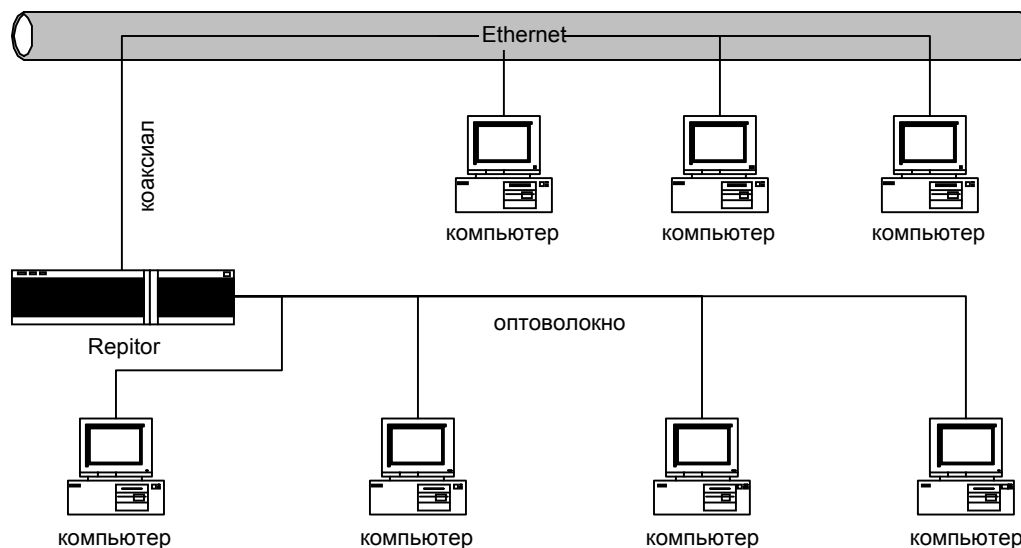 Ethernet
коаксиал
компьютер
компьютер
компьютер
оптоволокно
Repitor
компьютер
компьютер
компьютер
компьютер